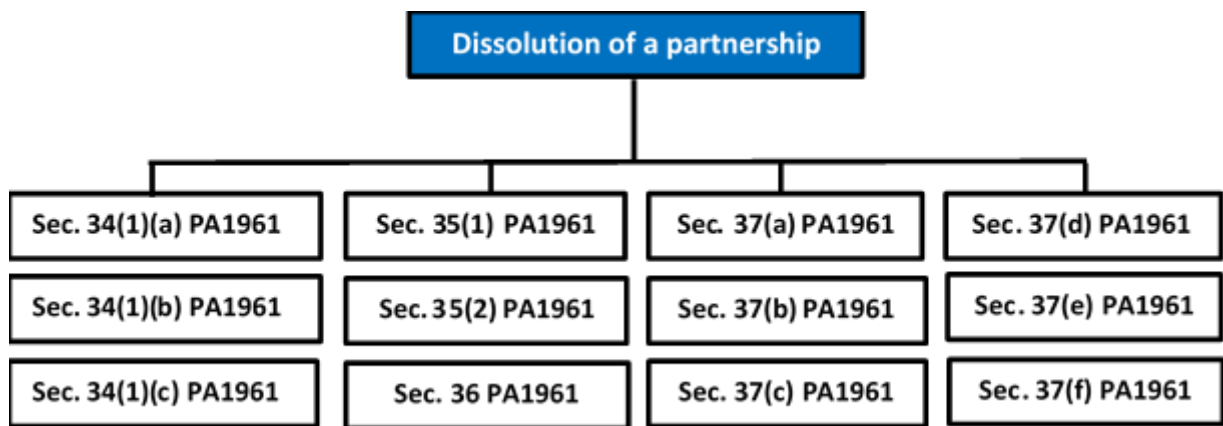 Dissolution of a partnership
Sec. 34(1)(a) PA1961
Sec. 35(1) PA1961
Sec. 37(a) PA1961
Sec. 37(d) PA1961
Sec. 34(1)(b) PA1961
Sec. 35(2) PA1961
Sec. 37(b) PA1961
Sec. 37(e) PA1961
Sec. 34(1)(c) PA1961
Sec. 36 PA1961
Sec. 37(c) PA1961
Sec. 37(f) PA1961